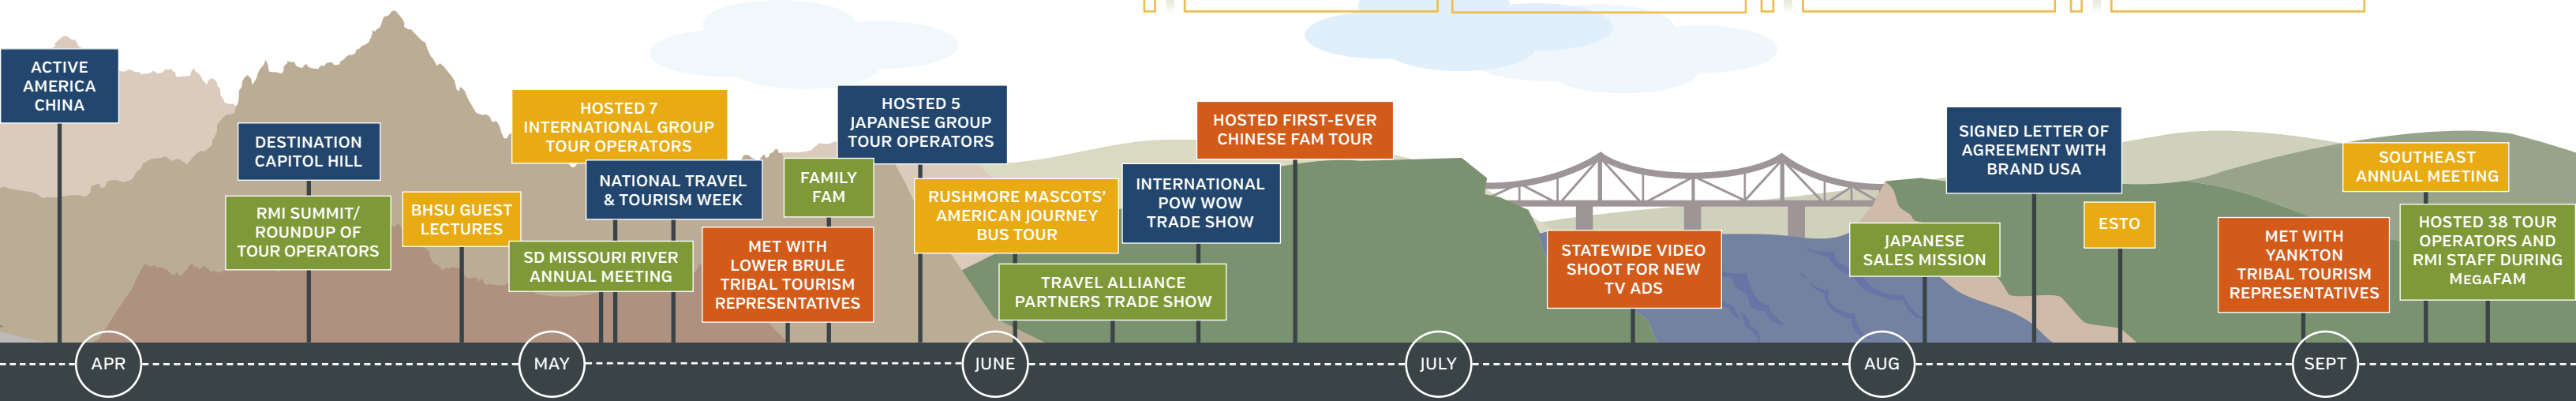 ACTIVE
AMERICA
CHINA
DESTINATION
CAPITOL HILL
RMI SUMMIT/
ROUNDUP OF
TOUR OPERATORS
BHSU GUEST
LECTURES
HOSTED 7
INTERNATIONAL GROUP
TOUR OPERATORS
NATIONAL TRAVEL
& TOURISM WEEK
SD MISSOURI RIVER
ANNUAL MEETING
FAMILY
FAM
MET WITH
LOWER BRULE
TRIBAL TOURISM
REPRESENTATIVES
HOSTED 5
JAPANESE GROUP
TOUR OPERATORS
RUSHMORE MASCOTS'
AMERICAN JOURNEY
BUS TOUR
TRAVEL ALLIANCE
PARTNERS TRADE SHOW
INTERNATIONAL
POW WOW
TRADE SHOW
HOSTED FIRST-EVER
CHINESE FAM TOUR
STATEWIDE VIDEO
SHOOT FOR NEW
TV ADS
JAPANESE
SALES MISSION
SIGNED LETTER OF
AGREEMENT WITH
BRAND USA
ESTO
MET WITH
YANKTON
TRIBAL TOURISM
REPRESENTATIVES
SOUTHEAST
ANNUAL MEETING
HOSTED 38 TOUR
OPERATORS AND
RMI STAFF DURING
MEGAFAM
APR
MAY
JUNE
JULY
AUG
SEPT